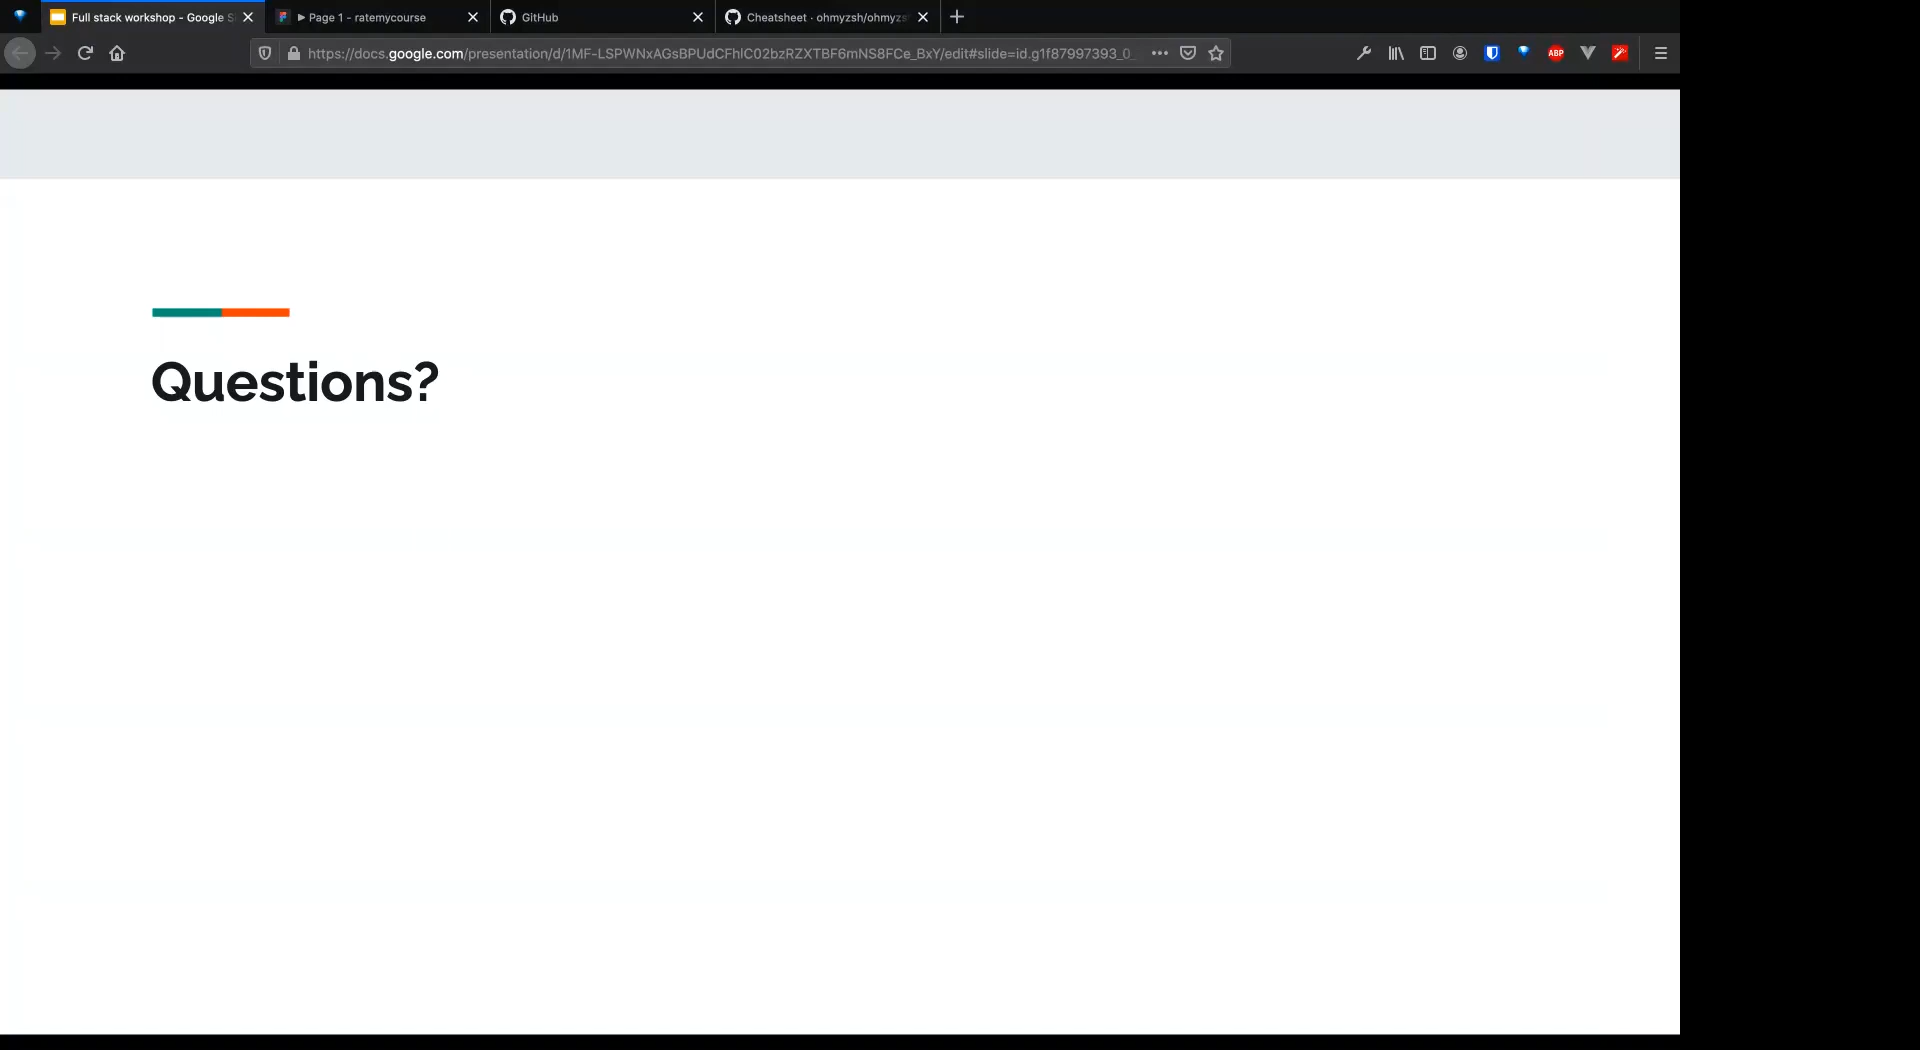 Full stack workshop - Google S
Page 1 - ratemycourse
GitHub
Cheatsheet · ohmyzsh/ohmyzs
https://docs.google.com/presentation/d/1MF-LSPWNxAGsBPUdCFhlC02bzRZXTBF6mNS8FCe_BxY/edit#slide=id.g1f87997393_0_
ABP
Questions?